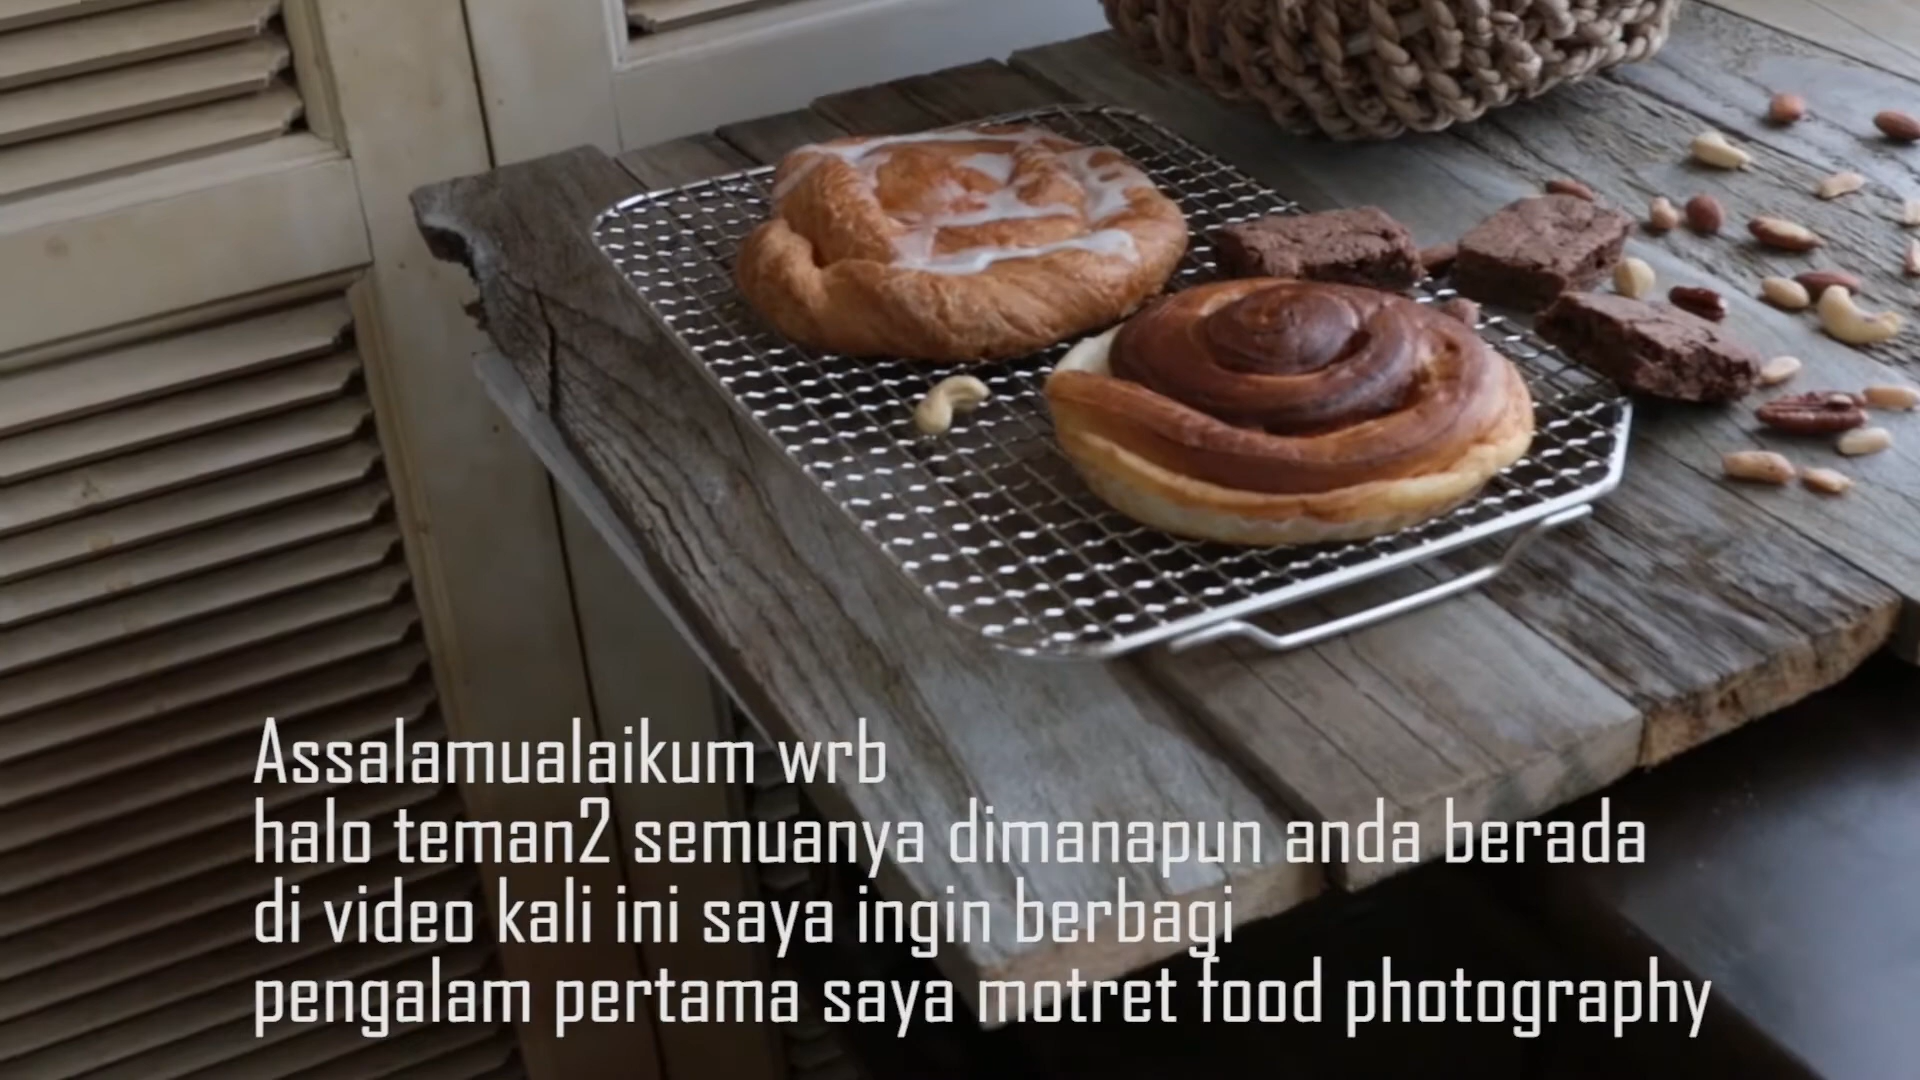 Assalamualaikum wrb
halo teman2 semuanya dimanapun anda berada
di video kali ini saya ingin berbagi
pengalam pertama saya motret food photography